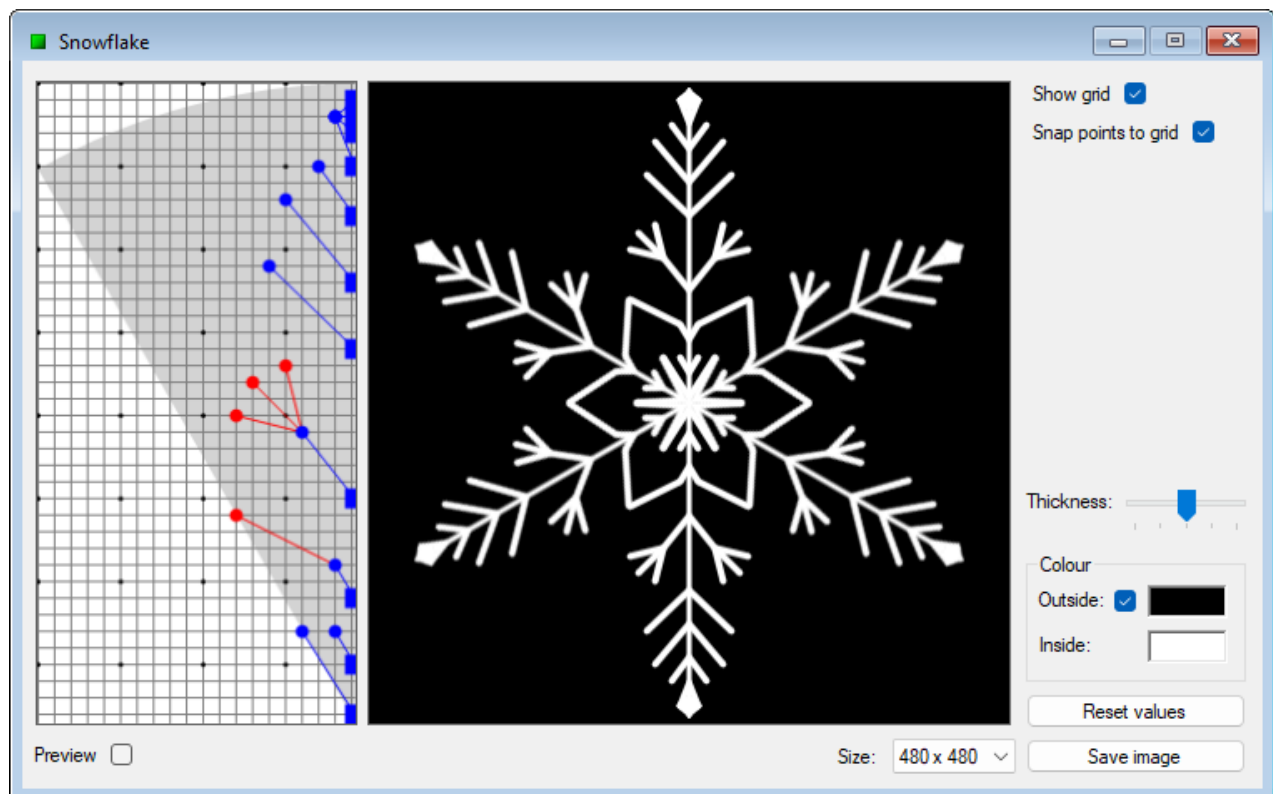 Snowflake
Show grid
Snap points to grid
Thickness:
Colour
Outside:
Inside:
Reset values
Preview
Size: 480 x 480
Save image